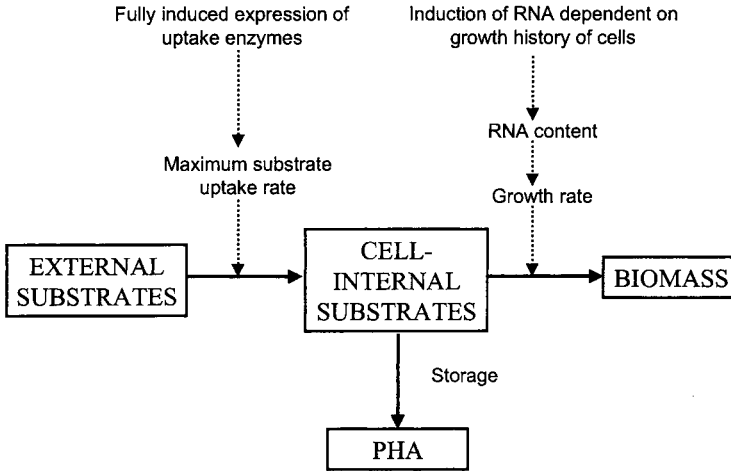 Fully induced expression of
uptake enzymes
Induction of RNA dependent on
growth history of cells
RNA content
Maximum substrate
uptake rate
Growth rate
EXTERNAL
SUBSTRATES
CELL-
INTERNAL
SUBSTRATES
BIOMASS
Storage
PHA